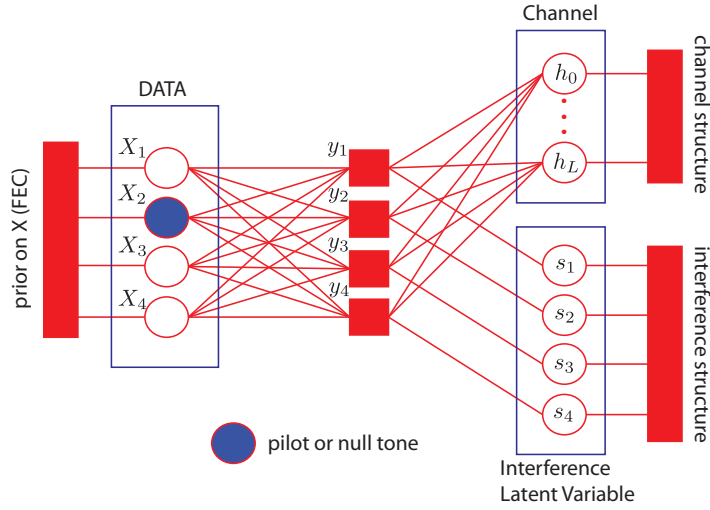 Channel
DATA
prior on X (FEC)
X₁
X₂
X₃
X₄
y₁
y₂
y₃
y₄
h₀
h_L
channel structure
s₁
s₂
s₃
s₄
interference structure
pilot or null tone
Interference
Latent Variable